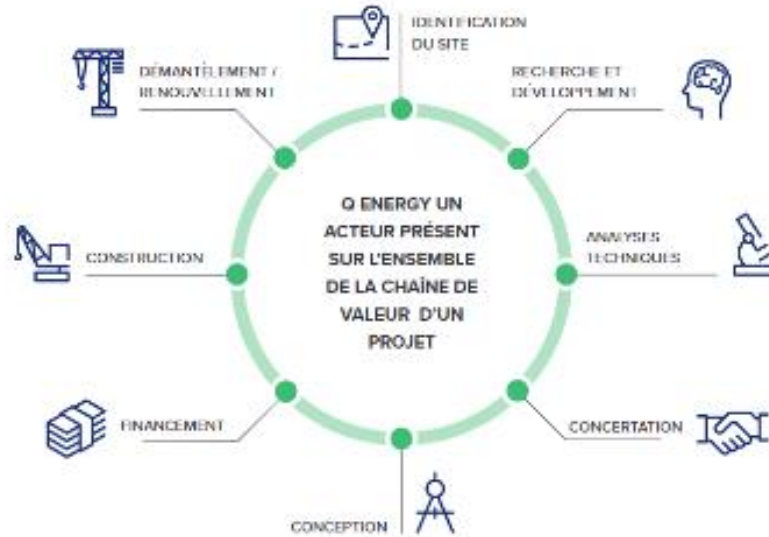 IDENTIFICATION
DU SITE
RECHERCHE ET
DÉVELOPPEMENT
ANALYSES
TECHNIQUES
CONCERTATION
CONCEPTION
FINANCEMENT
CONSTRUCTION
DÉMANTÈLEMENT /
RENOUVELLEMENT
Q ENERGY UN
ACTEUR PRÉSENT
SUR L'ENSEMBLE
DE LA CHAÎNE DE
VALEUR D'UN
PROJET